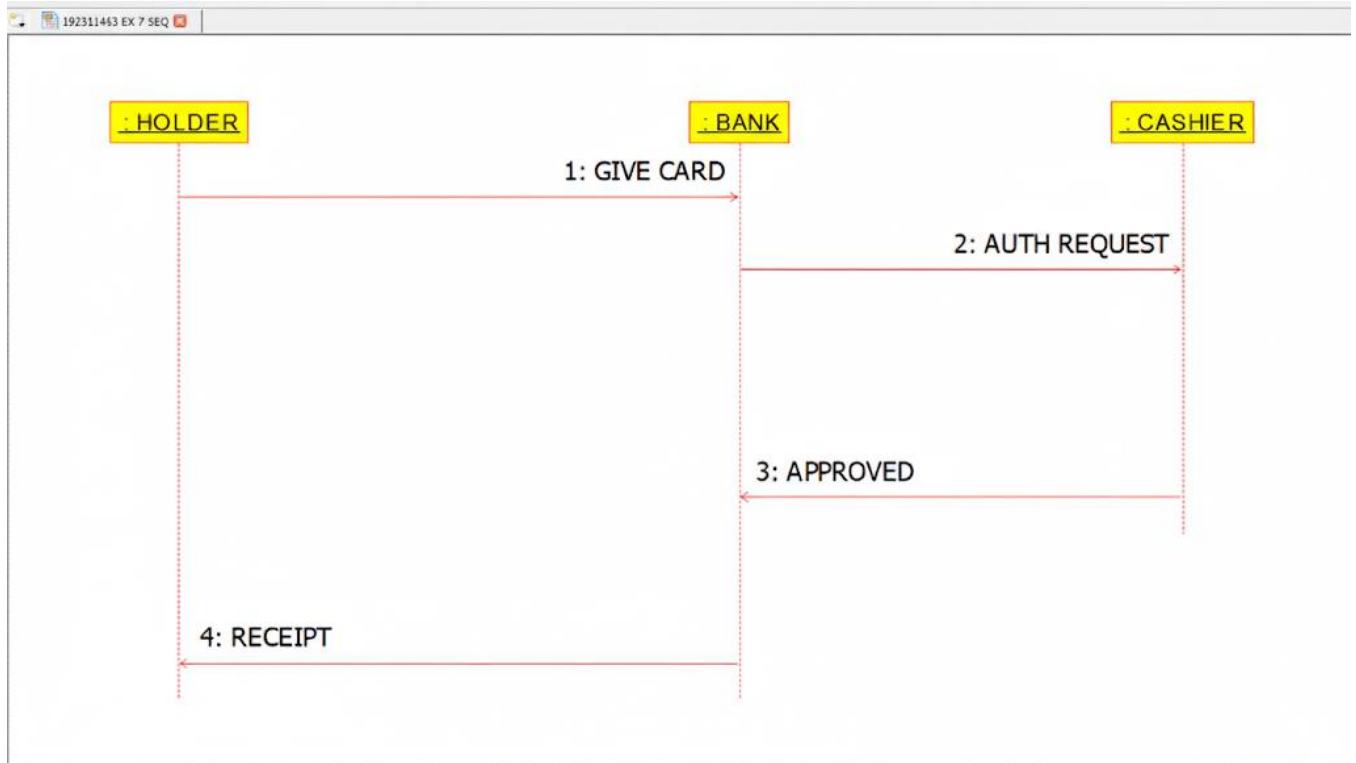 192311463 EX 7 SEQ
: HOLDER
: BANK
: CASHIER
1: GIVE CARD
2: AUTH REQUEST
3: APPROVED
4: RECEIPT